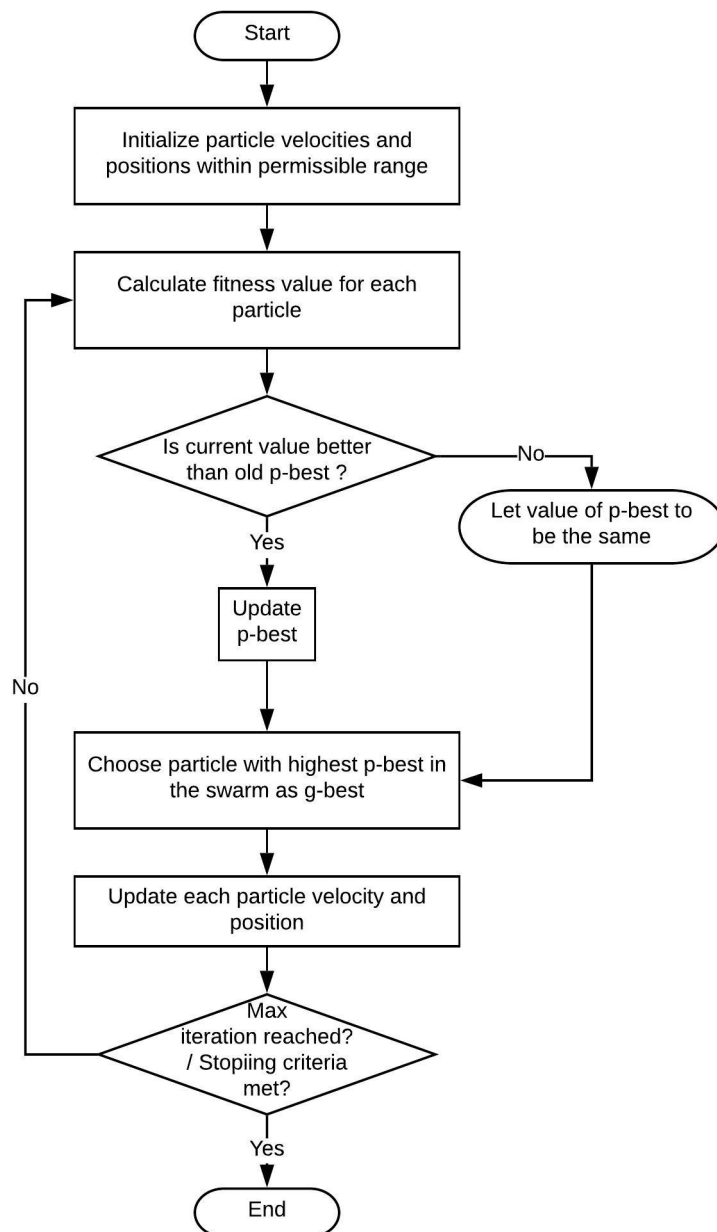 Start
Initialize particle velocities and
positions within permissible range
Calculate fitness value for each
particle
Is current value better
than old p-best ?
No
Let value of p-best to
be the same
Yes
Update
p-best
No
Choose particle with highest p-best in
the swarm as g-best
Update each particle velocity and
position
Max
iteration reached?
/ Stopiing criteria
met?
Yes
End